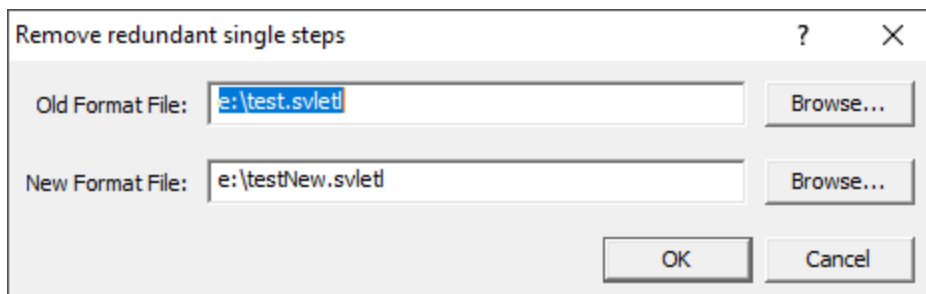 Remove redundant single steps ?
Old Format File: e:\test.svletl Browse...
New Format File: e:\testNew.svletl Browse...
OK Cancel